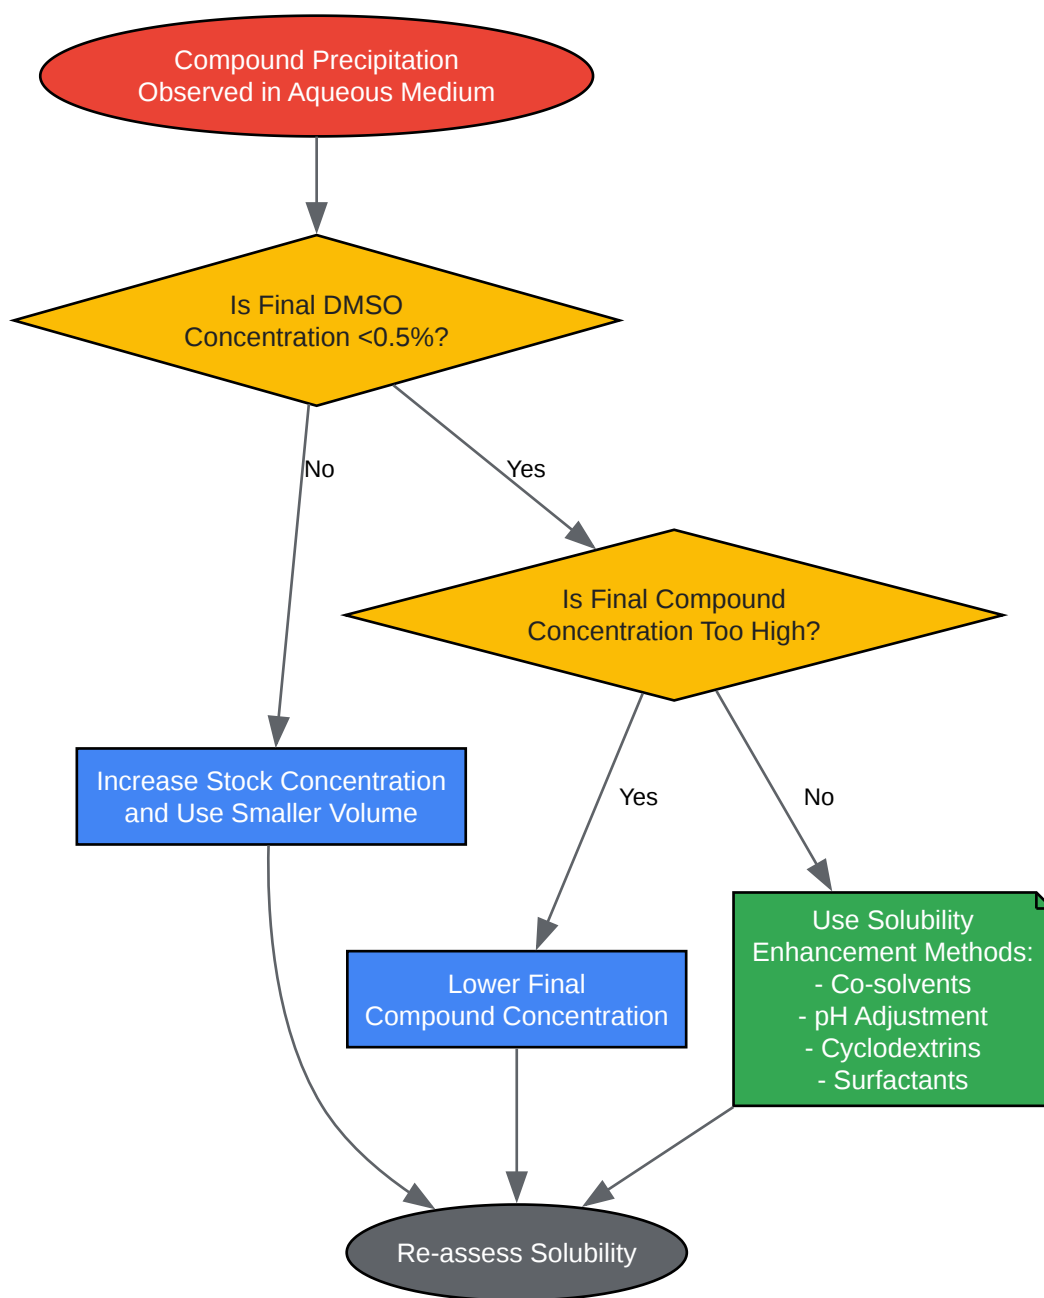 Compound Precipitation
Observed in Aqueous Medium
Is Final DMSO
Concentration <0.5%?
No
Yes
Is Final Compound
Concentration Too High?
Increase Stock Concentration
and Use Smaller Volume
Yes
No
Lower Final
Compound Concentration
Use Solubility
Enhancement Methods:
- Co-solvents
- pH Adjustment
- Cyclodextrins
- Surfactants
Re-assess Solubility